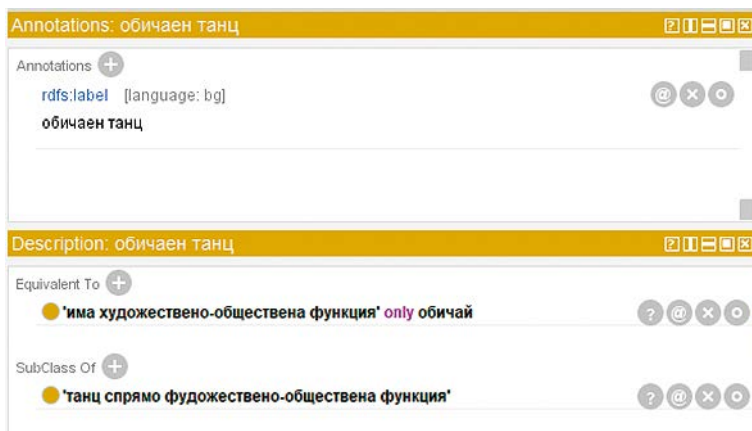 Annotations: обичаен танц
Annotations
rdfs:label [language: bg]
обичаен танц
Description: обичаен танц
Equivalent To
'има художествено-обществена функция' only обичай
SubClass Of
'танц спрямо фудожествено-обществена функция'